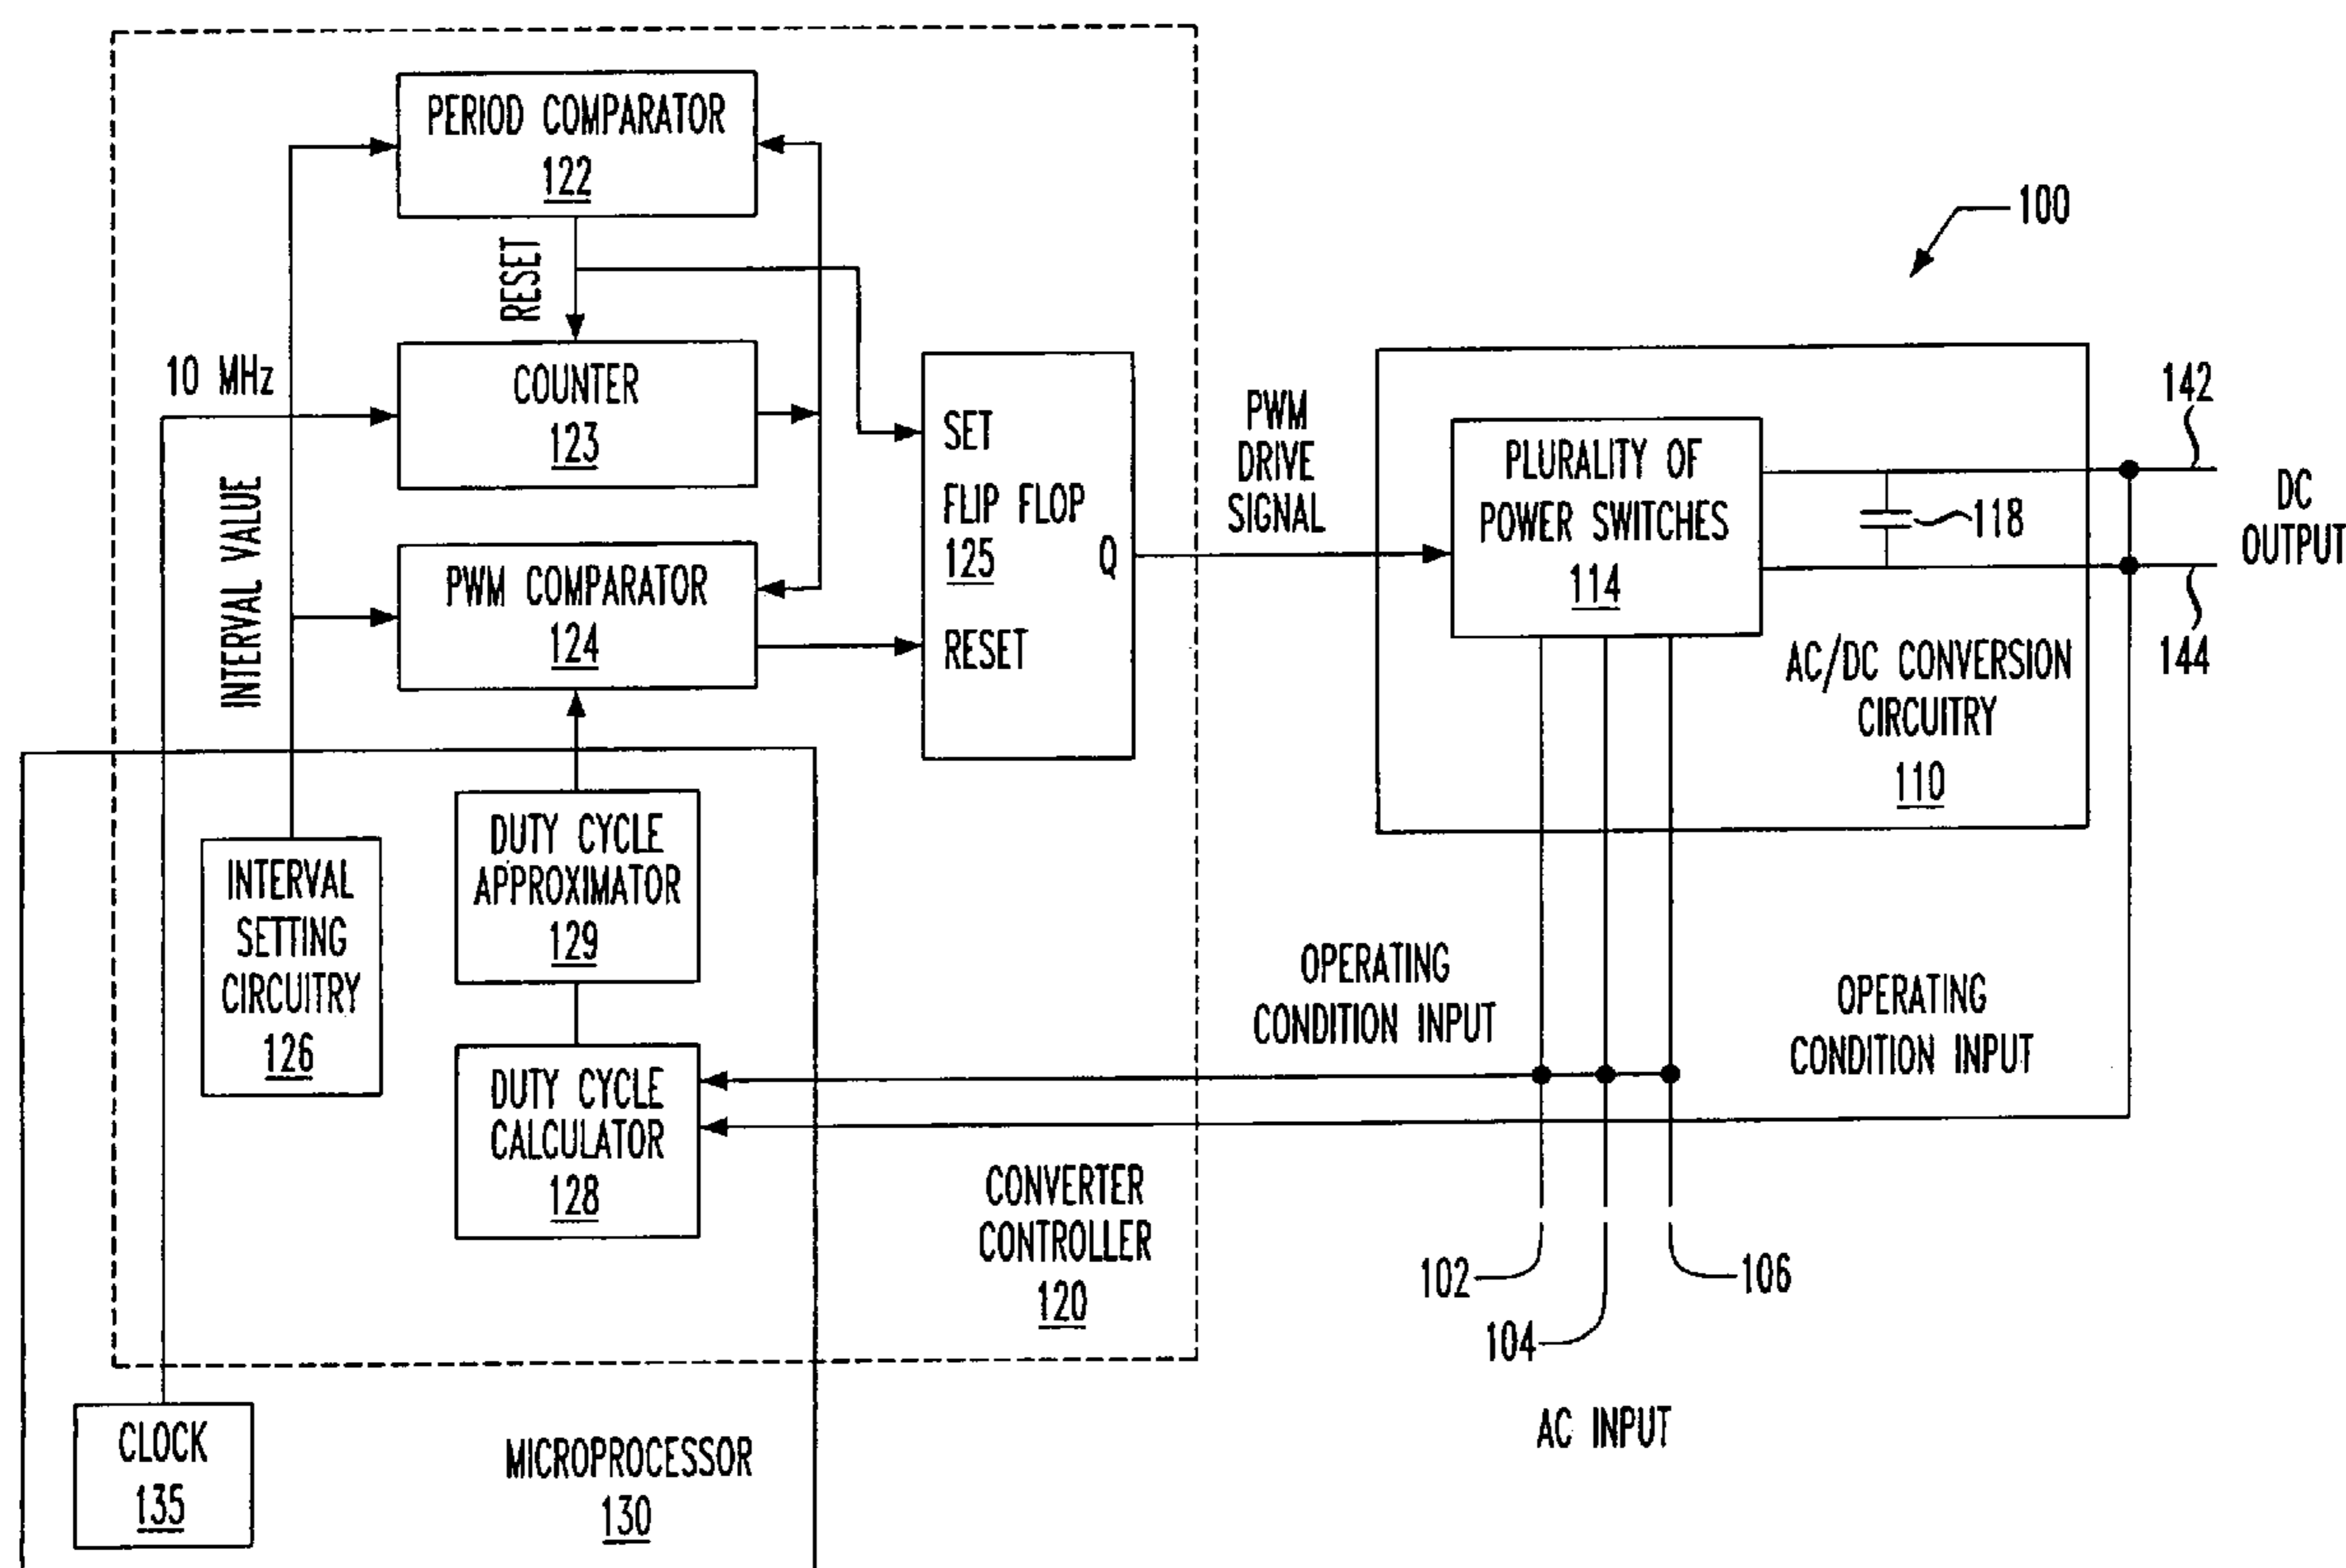 PERIOD COMPARATOR
122
RESET
100
10 MHz
COUNTER
123
SET
FLIP FLOP
125
Q
RESET
PWM
DRIVE
SIGNAL
PLURALITY OF
POWER SWITCHES
114
118
142
DC
OUTPUT
144
AC/DC CONVERSION
CIRCUITRY
110
INTERVAL VALUE
PWM COMPARATOR
124
DUTY CYCLE
APPROXIMATOR
129
INTERVAL
SETTING
CIRCUITRY
126
OPERATING
CONDITION INPUT
OPERATING
CONDITION INPUT
DUTY CYCLE
CALCULATOR
128
CONVERTER
CONTROLLER
120
102
106
104
AC INPUT
CLOCK
135
MICROPROCESSOR
130